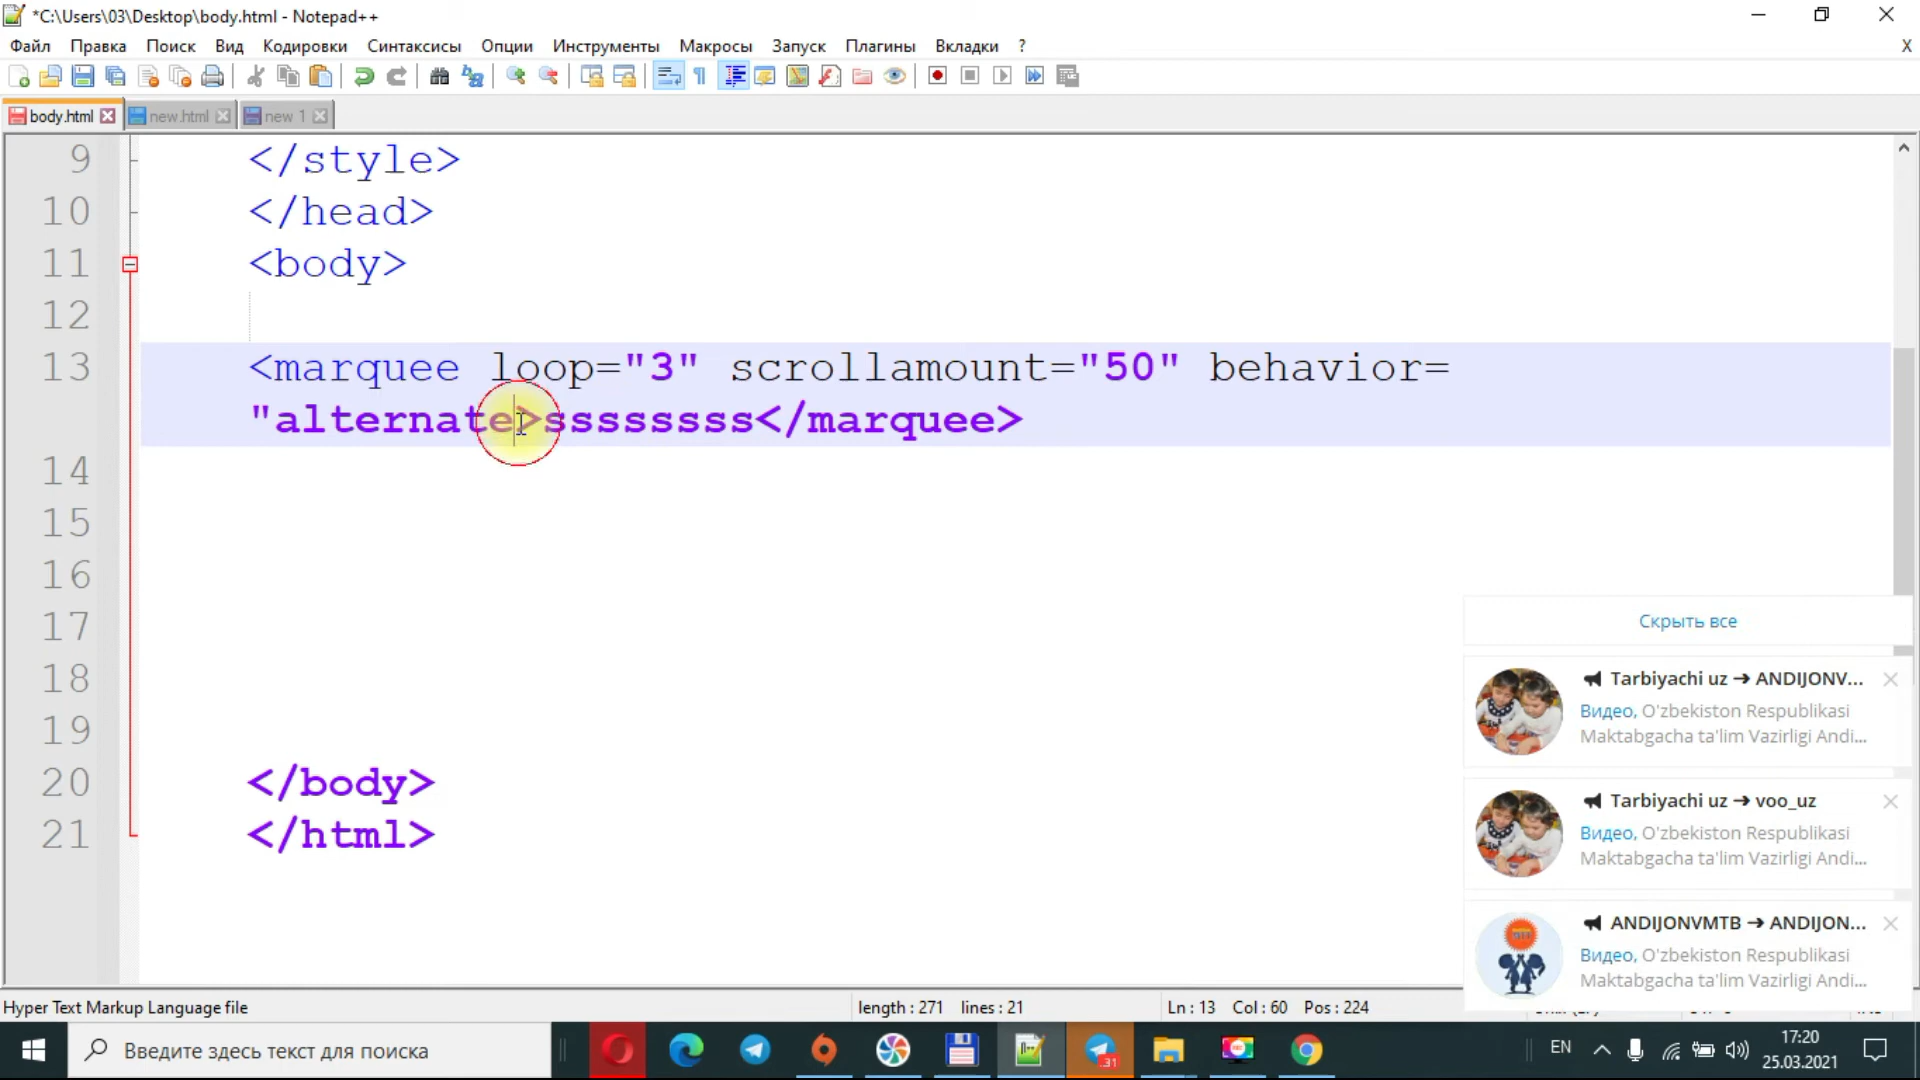 *C:\Users\03\Desktop\body.html - Notepad++
Файл Правка Поиск Вид Кодировки Синтаксисы Опции Инструменты Макросы Запуск Плагины Вкладки ? X
body.html new.html new 1
9 </style>
10 </head>
11 <body>
12
13 <marquee loop="3" scrollamount="50" behavior=
"alternate>ssssssss</marquee>
14
15
16
17
18
19
20 </body>
21 </html>
Скрыть все
Tarbiyachi uz ➔ ANDIJONV...
Видео, O'zbekiston Respublikasi
Maktabgacha ta'lim Vazirligi Andi...
Tarbiyachi uz ➔ voo_uz
Видео, O'zbekiston Respublikasi
Maktabgacha ta'lim Vazirligi Andi...
ANDIJONVMTB ➔ ANDIJON...
Видео, O'zbekiston Respublikasi
Maktabgacha ta'lim Vazirligi Andi...
Hyper Text Markup Language file length : 271 lines : 21 Ln : 13 Col : 60 Pos : 224
Введите здесь текст для поиска
31
EN
17:20
25.03.2021